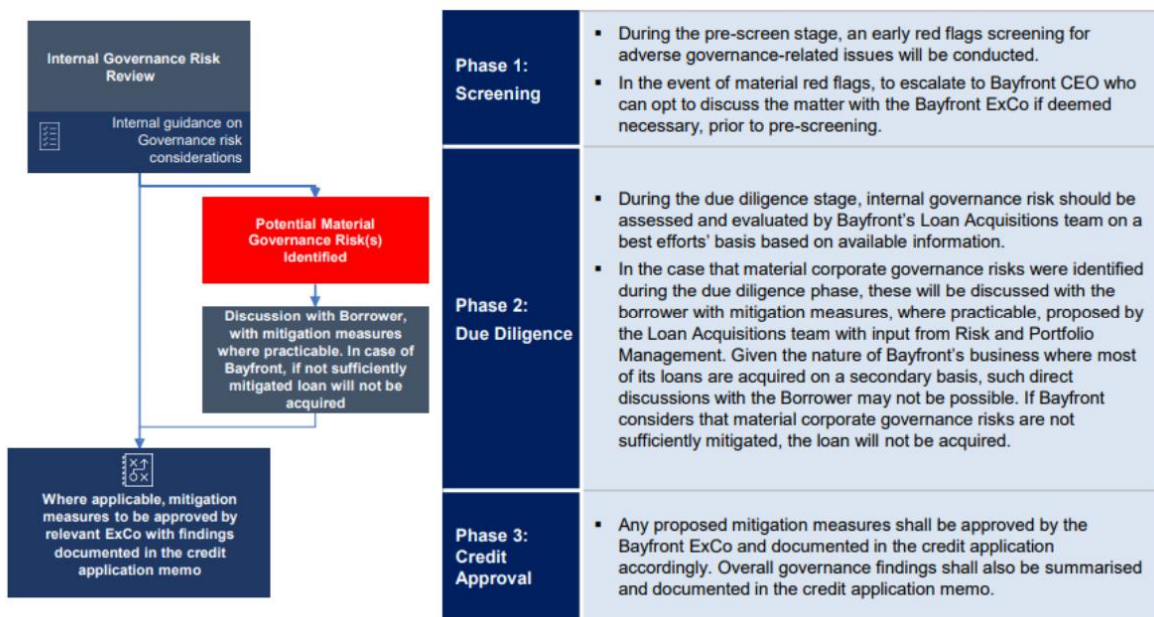 Internal Governance Risk
Review
Internal guidance on
Governance risk
considerations
Potential Material
Governance Risk(s)
Identified
Discussion with Borrower,
with mitigation measures
where practicable. In case of
Bayfront, if not sufficiently
mitigated loan will not be
acquired
Where applicable, mitigation
measures to be approved by
relevant ExCo with findings
documented in the credit
application memo
Phase 1:
Screening
▪ During the pre-screen stage, an early red flags screening for
adverse governance-related issues will be conducted.
▪ In the event of material red flags, to escalate to Bayfront CEO who
can opt to discuss the matter with the Bayfront ExCo if deemed
necessary, prior to pre-screening.
Phase 2:
Due Diligence
▪ During the due diligence stage, internal governance risk should be
assessed and evaluated by Bayfront's Loan Acquisitions team on a
best efforts' basis based on available information.
▪ In the case that material corporate governance risks were identified
during the due diligence phase, these will be discussed with the
borrower with mitigation measures, where practicable, proposed by
the Loan Acquisitions team with input from Risk and Portfolio
Management. Given the nature of Bayfront's business where most
of its loans are acquired on a secondary basis, such direct
discussions with the Borrower may not be possible. If Bayfront
considers that material corporate governance risks are not
sufficiently mitigated, the loan will not be acquired.
Phase 3:
Credit
Approval
▪ Any proposed mitigation measures shall be approved by the
Bayfront ExCo and documented in the credit application
accordingly. Overall governance findings shall also be summarised
and documented in the credit application memo.